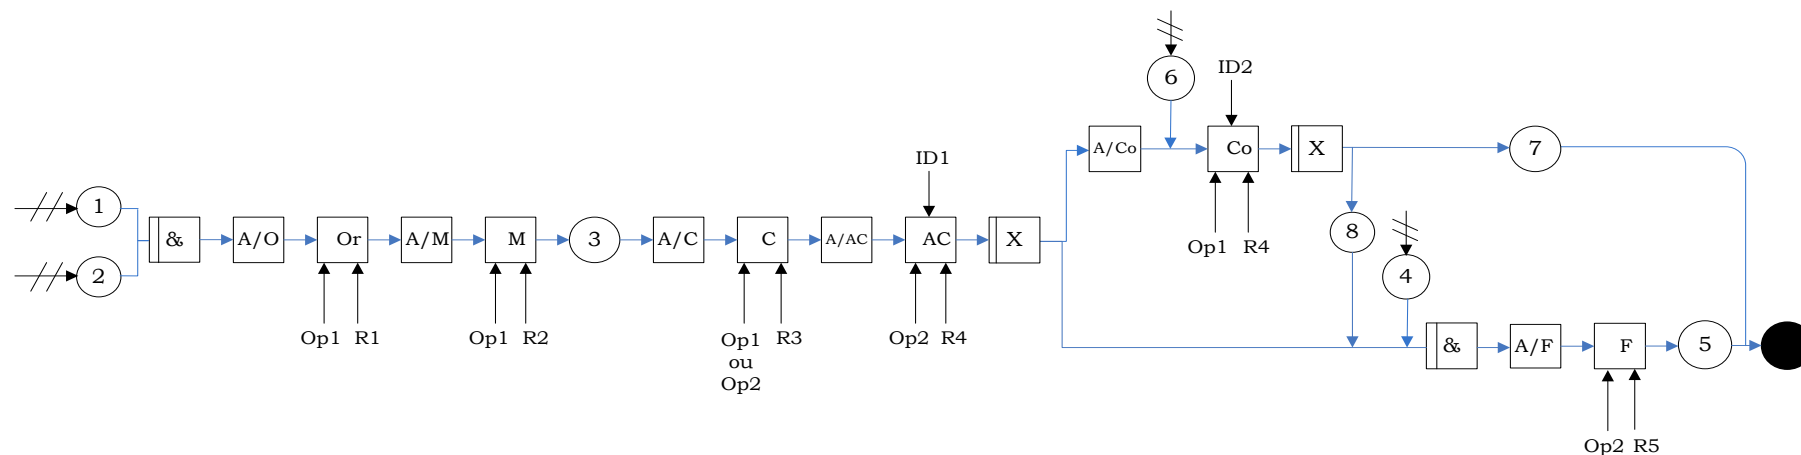 6
ID2
A/Co
Co
X
7
ID1
1
&
A/O
Or
A/M
M
3
A/C
C
A/AC
AC
X
8
Op1 R4
2
4
Op1 R1
Op1 R2
Op1 R3
ou
Op2
Op2 R4
&
A/F
F
5
Op2 R5